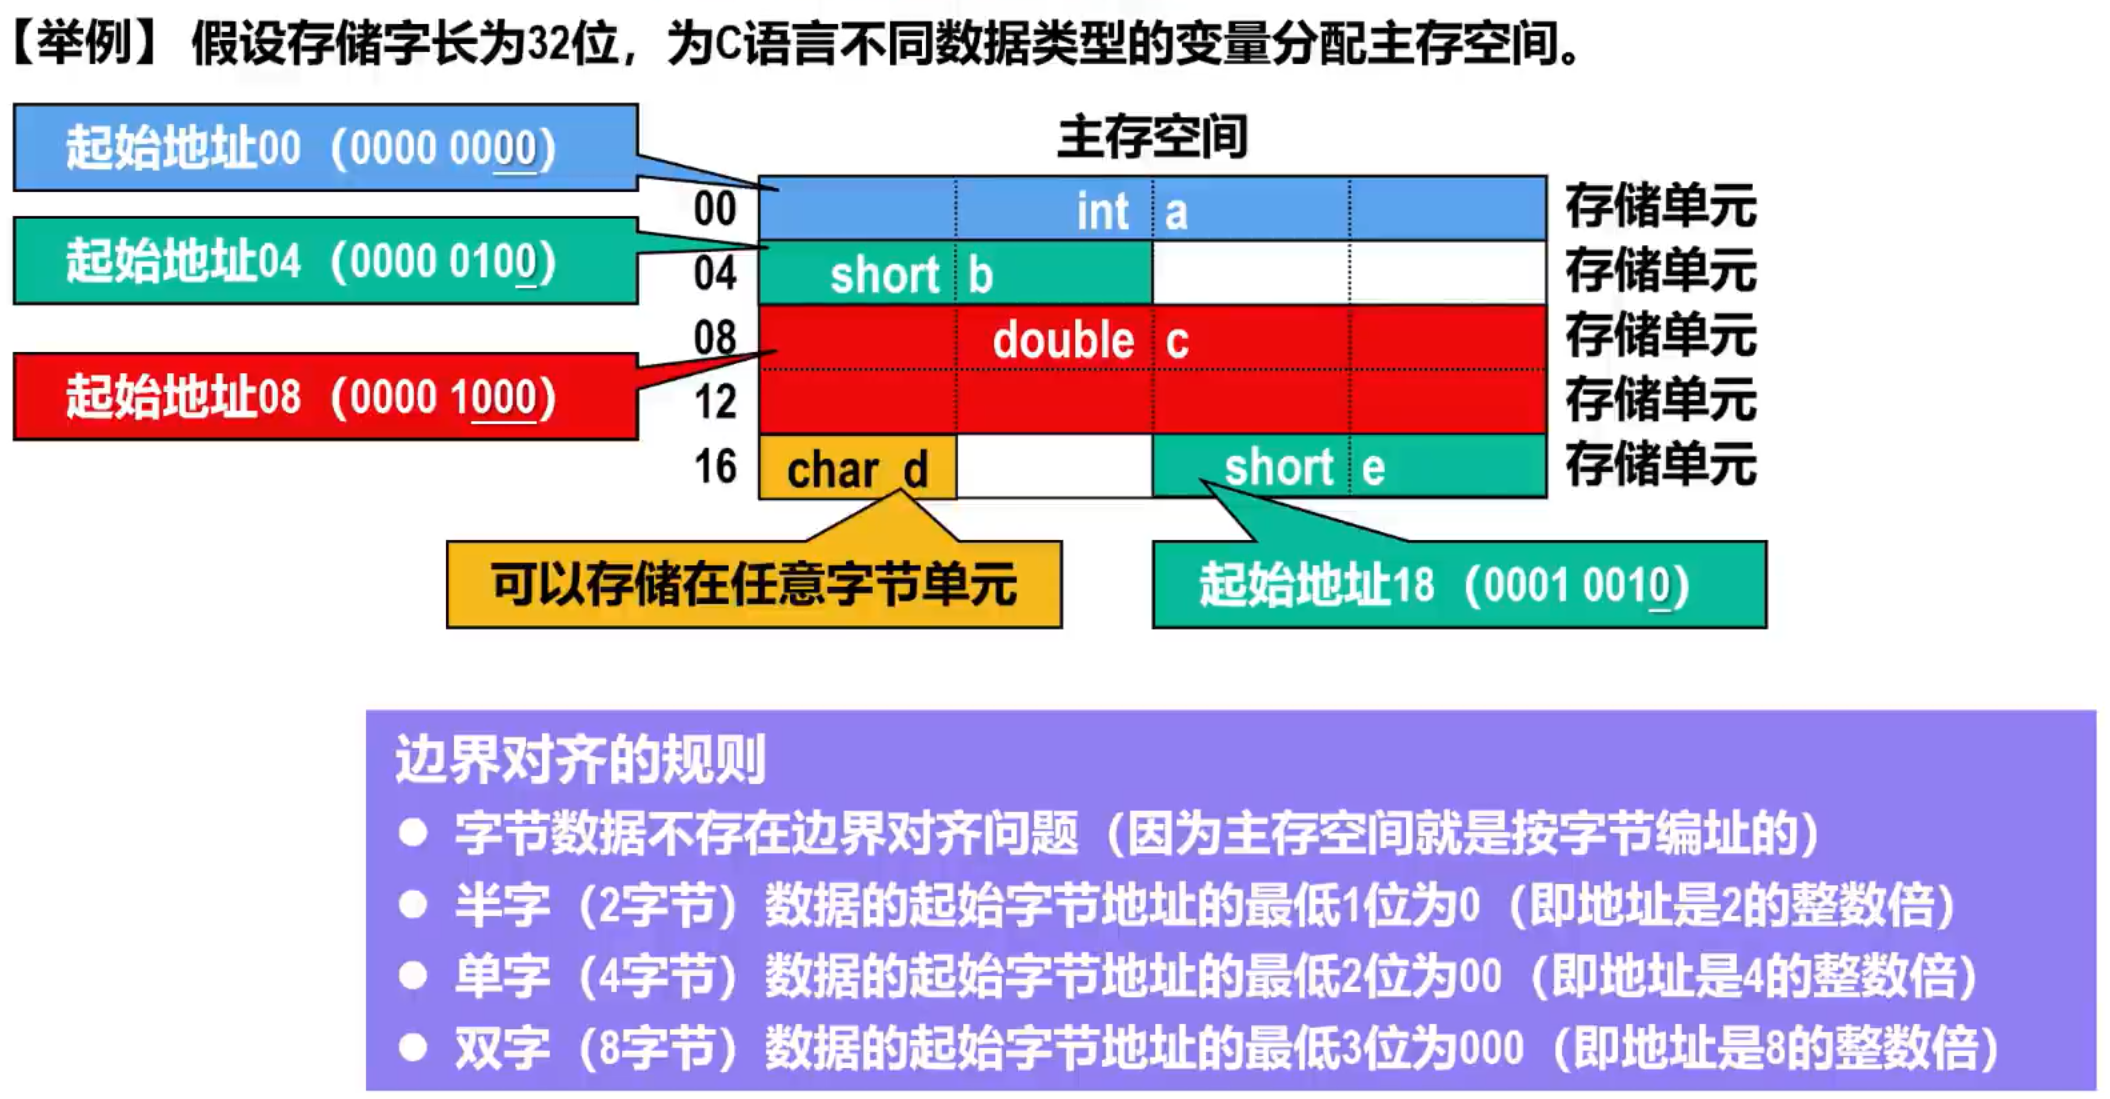 【举例】 假设存储字长为32位，为C语言不同数据类型的变量分配主存空间。
主存空间
起始地址00（0000 0000）
起始地址04（0000 0100）
起始地址08（0000 1000）
00 int a 存储单元
04 short b 存储单元
08 double c 存储单元
12 存储单元
16 char d short e 存储单元
可以存储在任意字节单元
起始地址18（0001 0010）
边界对齐的规则
● 字节数据不存在边界对齐问题（因为主存空间就是按字节编址的）
● 半字（2字节）数据的起始字节地址的最低1位为0（即地址是2的整数倍）
● 单字（4字节）数据的起始字节地址的最低2位为00（即地址是4的整数倍）
● 双字（8字节）数据的起始字节地址的最低3位为000（即地址是8的整数倍）